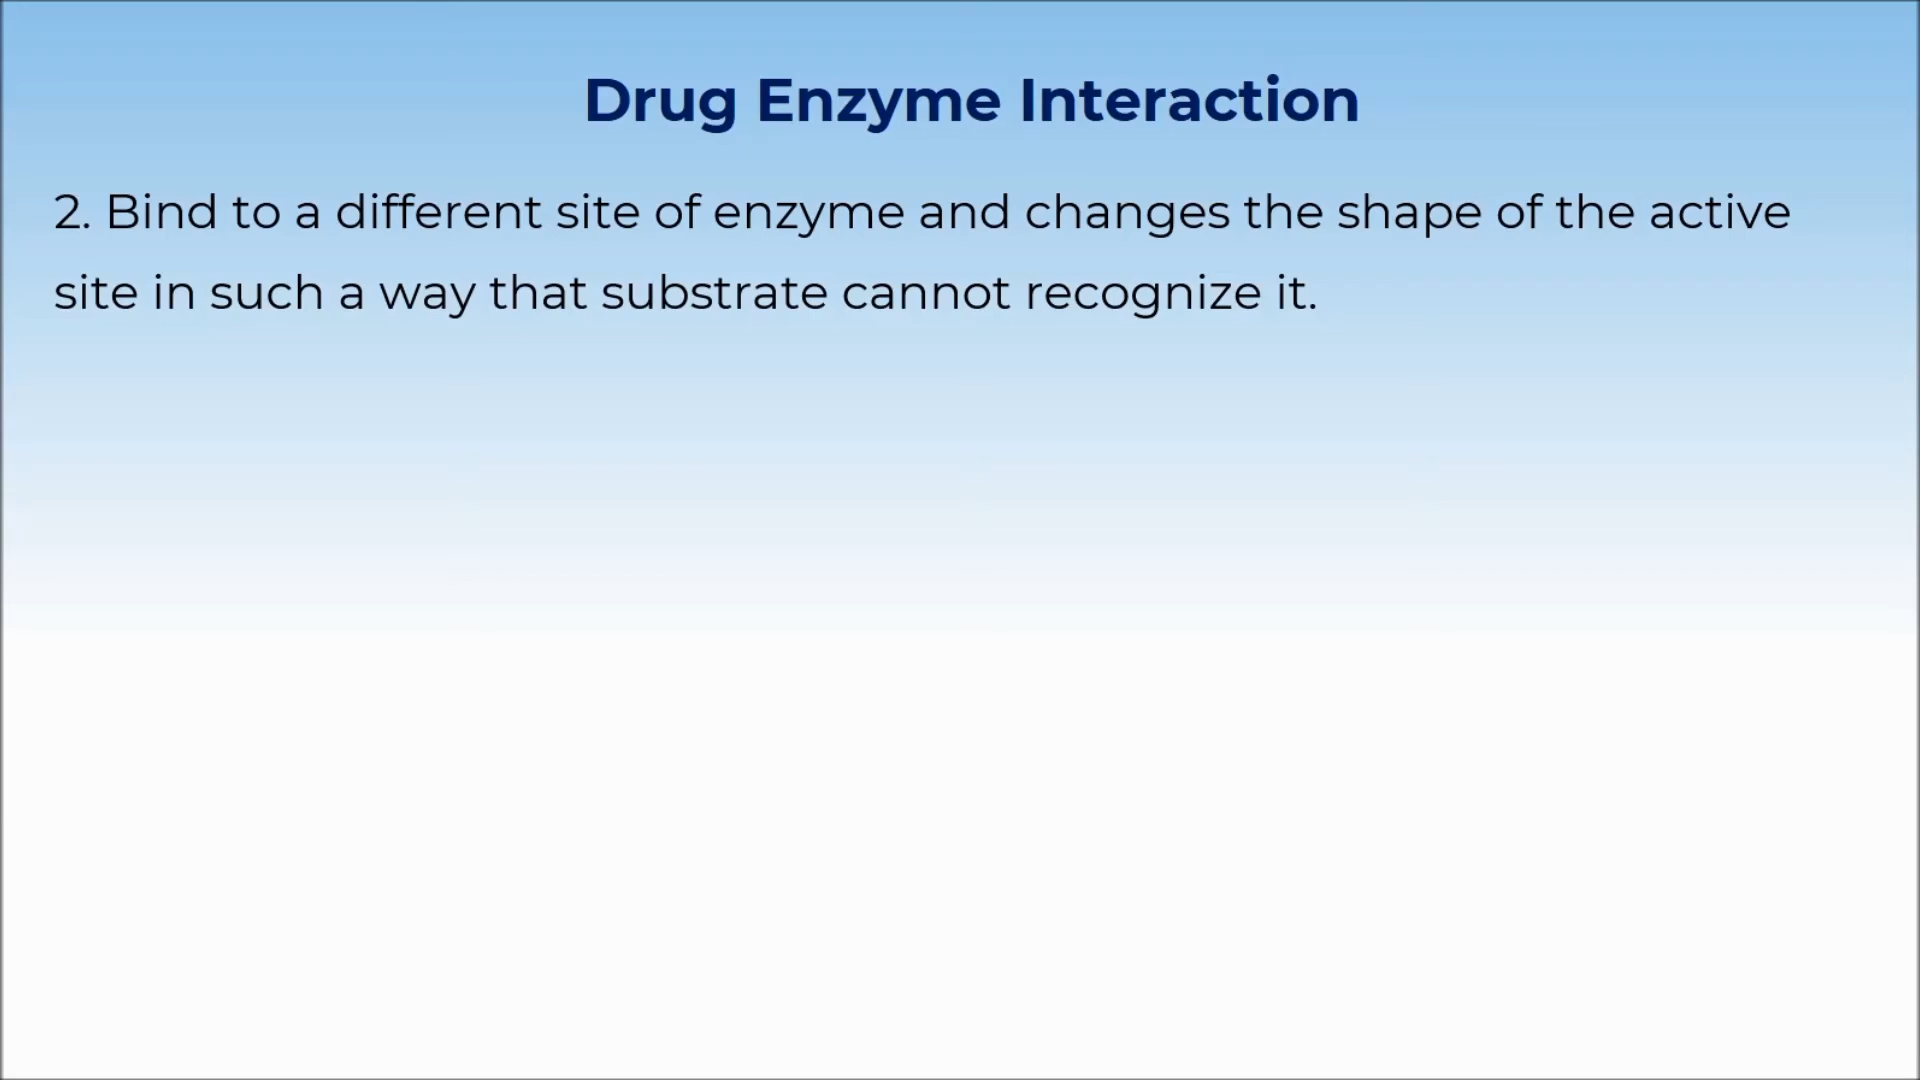 Drug Enzyme Interaction
2. Bind to a different site of enzyme and changes the shape of the active
site in such a way that substrate cannot recognize it.